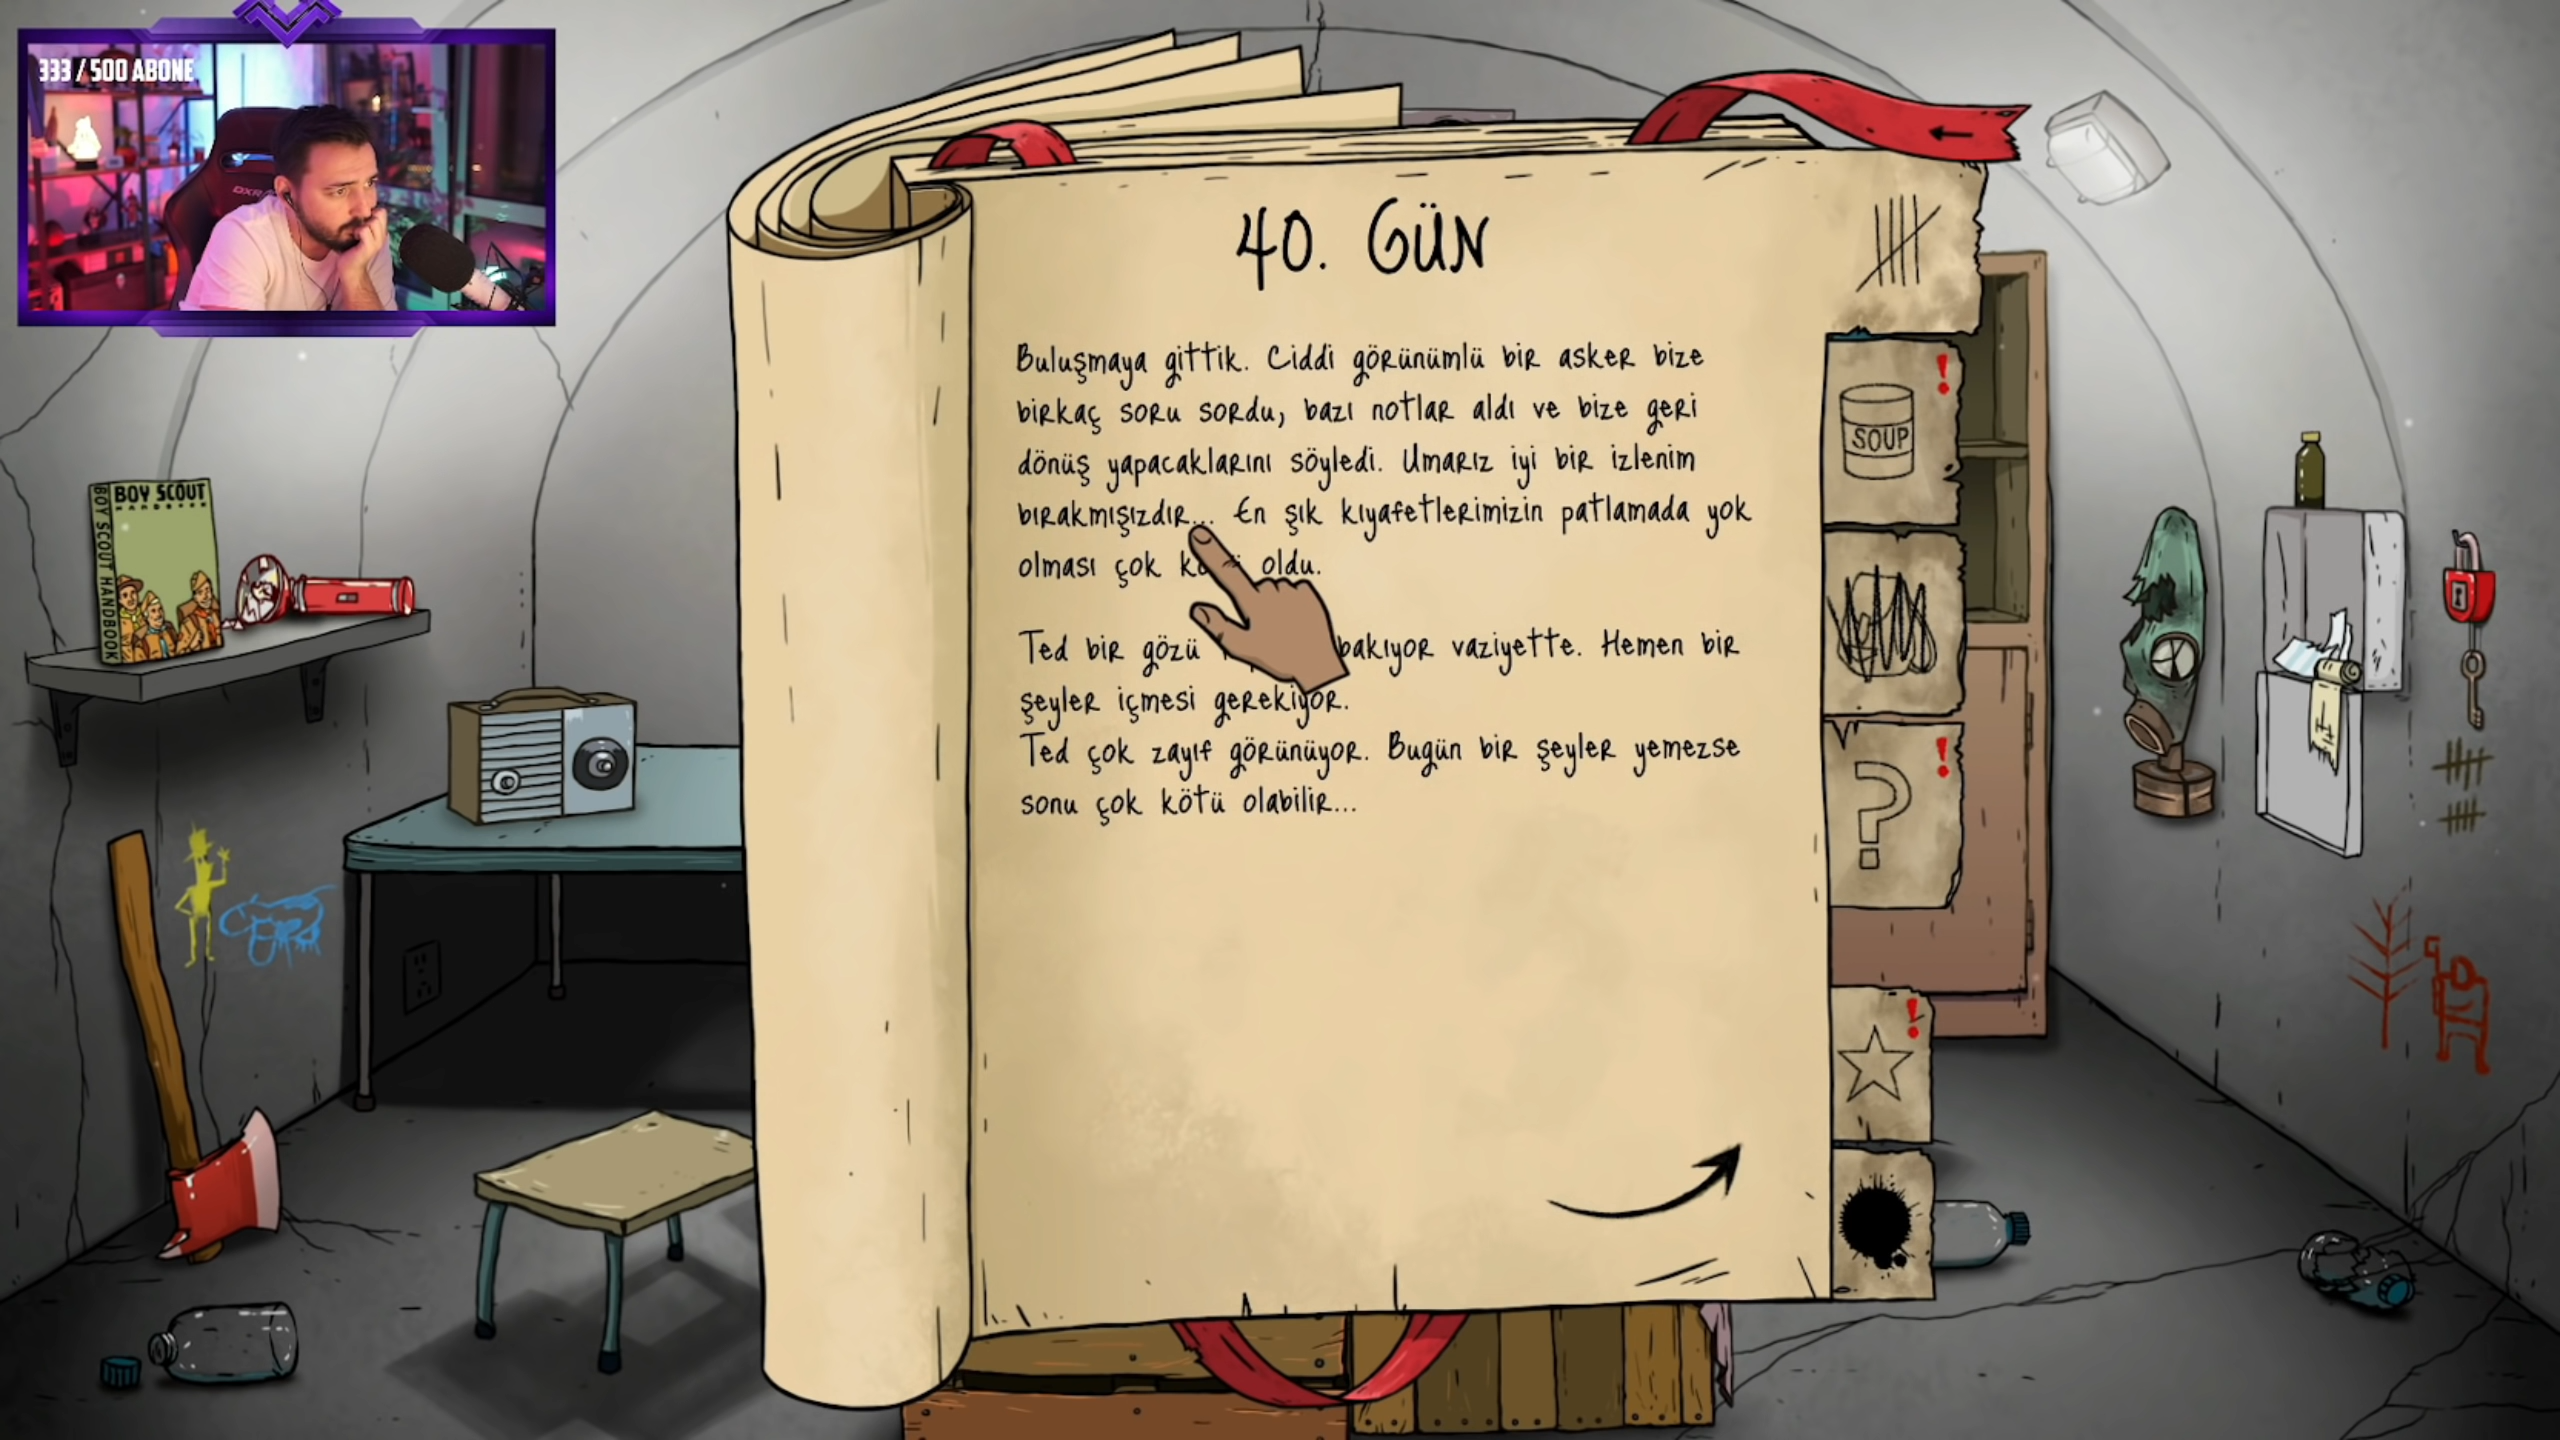 333 / 500 ABONE
DXRA
40. GÜN
Buluşmaya gittik. Ciddi görünümlü bir asker bize
birkaç soru sordu, bazı notlar aldı ve bize geri
dönüş yapacaklarını söyledi. Umarız iyi bir izlenim
bırakmışızdır... En şık kıyafetlerimizin patlamada yok
olması çok oldu.
Ted bir gözü bakıyor vaziyette. Hemen bir
şeyler içmesi gerekiyor.
Ted çok zayıf görünüyor. Bugün bir şeyler yemezse
sonu çok kötü olabilir...
SOUP
!
?
!
!
BOY SCOUT
HANDBOOK
BOY SCOUT HANDBOOK